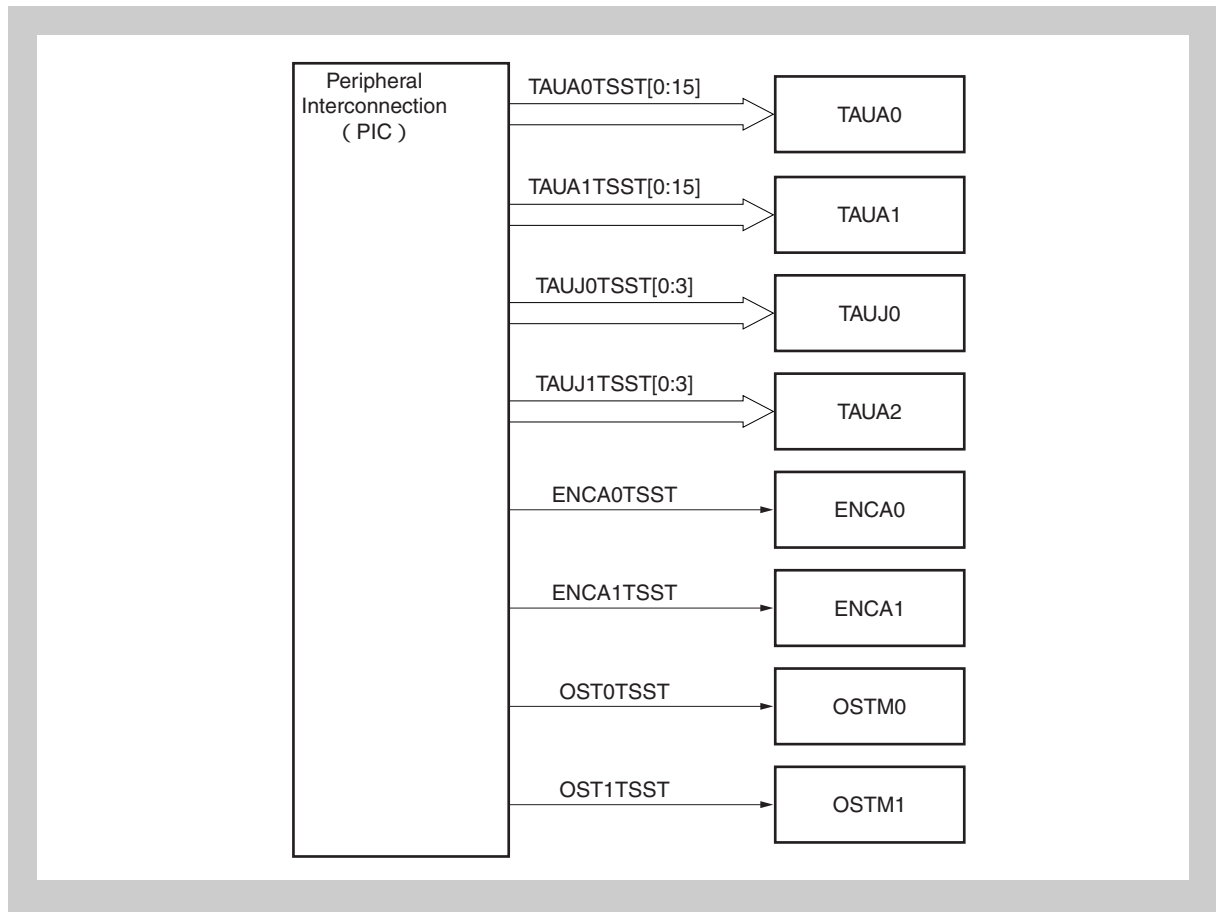 Peripheral
Interconnection
( PIC )
TAUA0TSST[0:15]
TAUA0
TAUA1TSST[0:15]
TAUA1
TAUJ0TSST[0:3]
TAUJ0
TAUJ1TSST[0:3]
TAUA2
ENCA0TSST
ENCA0
ENCA1TSST
ENCA1
OST0TSST
OSTM0
OST1TSST
OSTM1